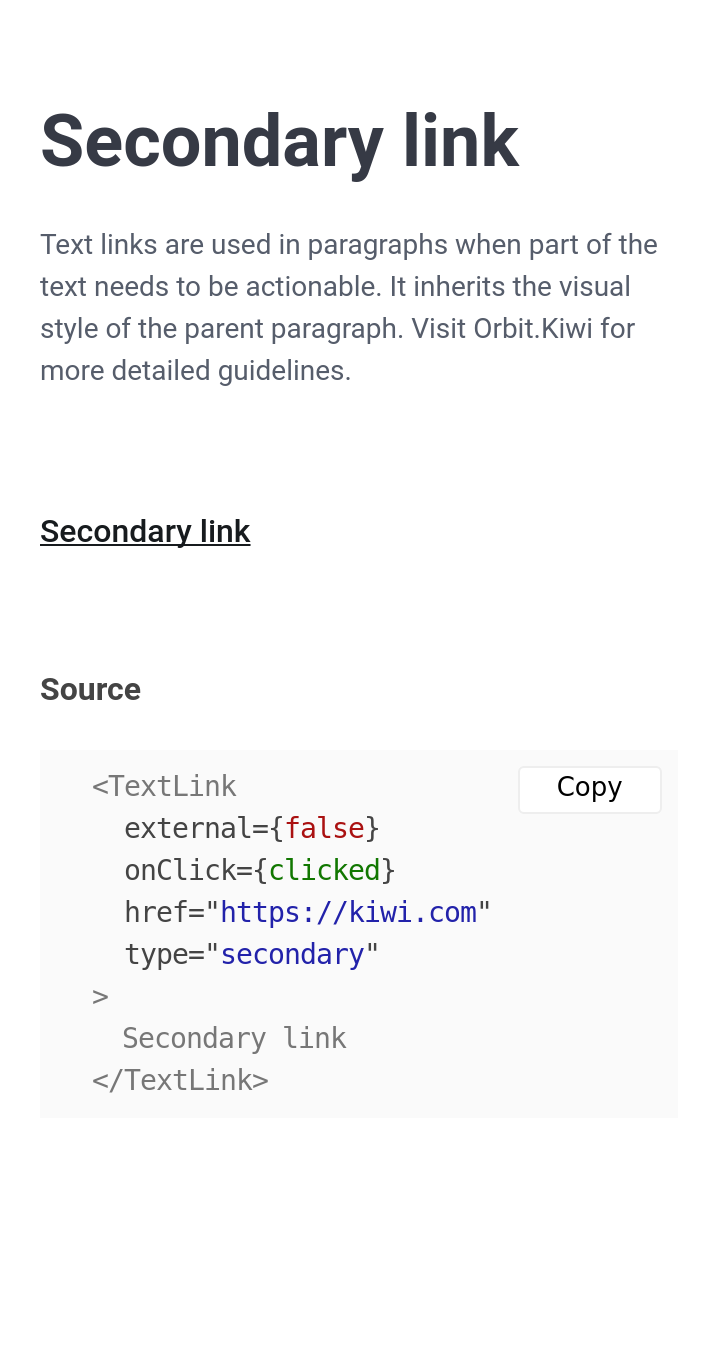 Secondary link
Text links are used in paragraphs when part of the
text needs to be actionable. It inherits the visual
style of the parent paragraph. Visit Orbit.Kiwi for
more detailed guidelines.
Secondary link
Source
<TextLink
Copy
external={false}
onClick={clicked}
href="https://kiwi.com"
type="secondary"
>
Secondary link
</TextLink>